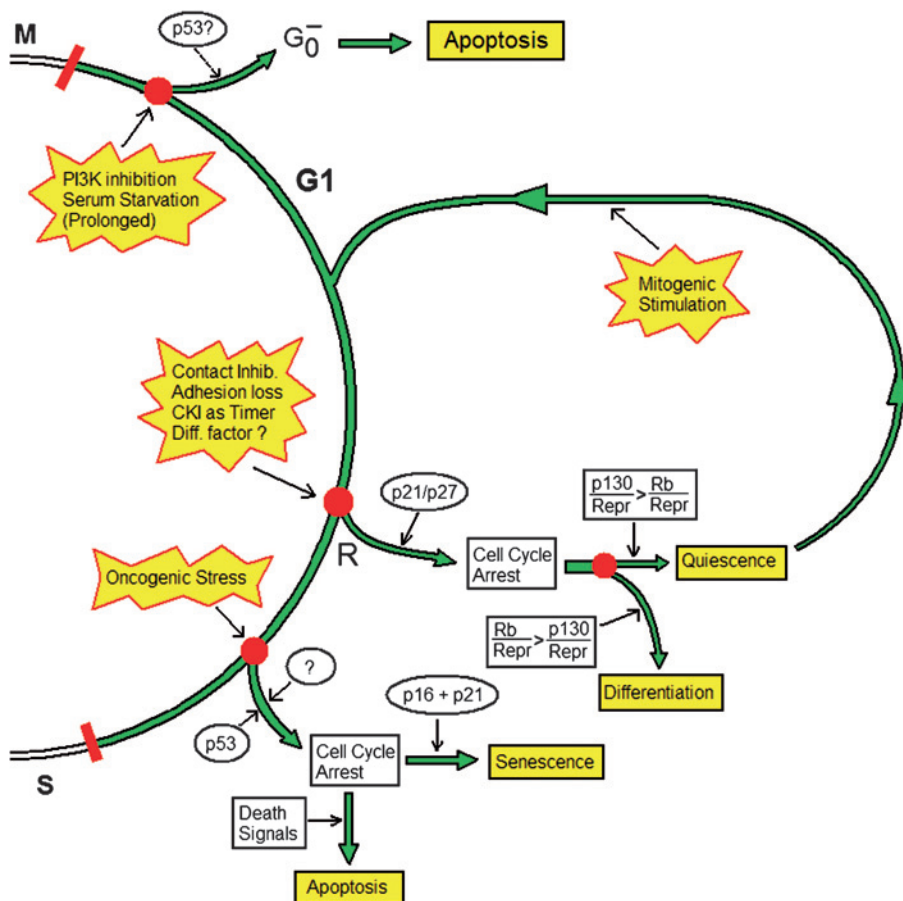 M
p53?
G0−
Apoptosis
PI3K inhibition
Serum Starvation
(Prolonged)
G1
Mitogenic
Stimulation
Contact Inhib.
Adhesion loss
CKI as Timer
Diff. factor ?
p21/p27
R
p130/Repr > Rb/Repr
Cell Cycle
Arrest
Quiescence
Oncogenic Stress
Rb/Repr > p130/Repr
Differentiation
?
p53
p16 + p21
Cell Cycle
Arrest
Senescence
S
Death
Signals
Apoptosis